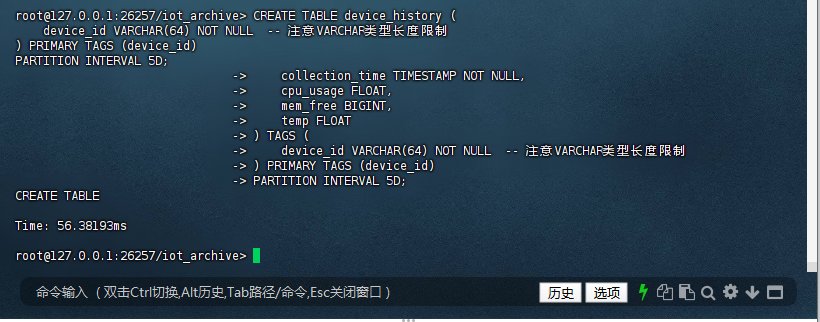 root@127.0.0.1:26257/iot_archive> CREATE TABLE device_history (
    device_id VARCHAR(64) NOT NULL  -- 注意VARCHAR类型长度限制
) PRIMARY TAGS (device_id)
PARTITION INTERVAL 5D;
                               ->     collection_time TIMESTAMP NOT NULL,
                               ->     cpu_usage FLOAT,
                               ->     mem_free BIGINT,
                               ->     temp FLOAT
                               -> ) TAGS (
                               ->     device_id VARCHAR(64) NOT NULL  -- 注意VARCHAR类型长度限制
                               -> ) PRIMARY TAGS (device_id)
                               -> PARTITION INTERVAL 5D;
CREATE TABLE
Time: 56.38193ms
root@127.0.0.1:26257/iot_archive>
命令输入（双击Ctrl切换,Alt历史,Tab路径/命令,Esc关闭窗口） 历史 选项